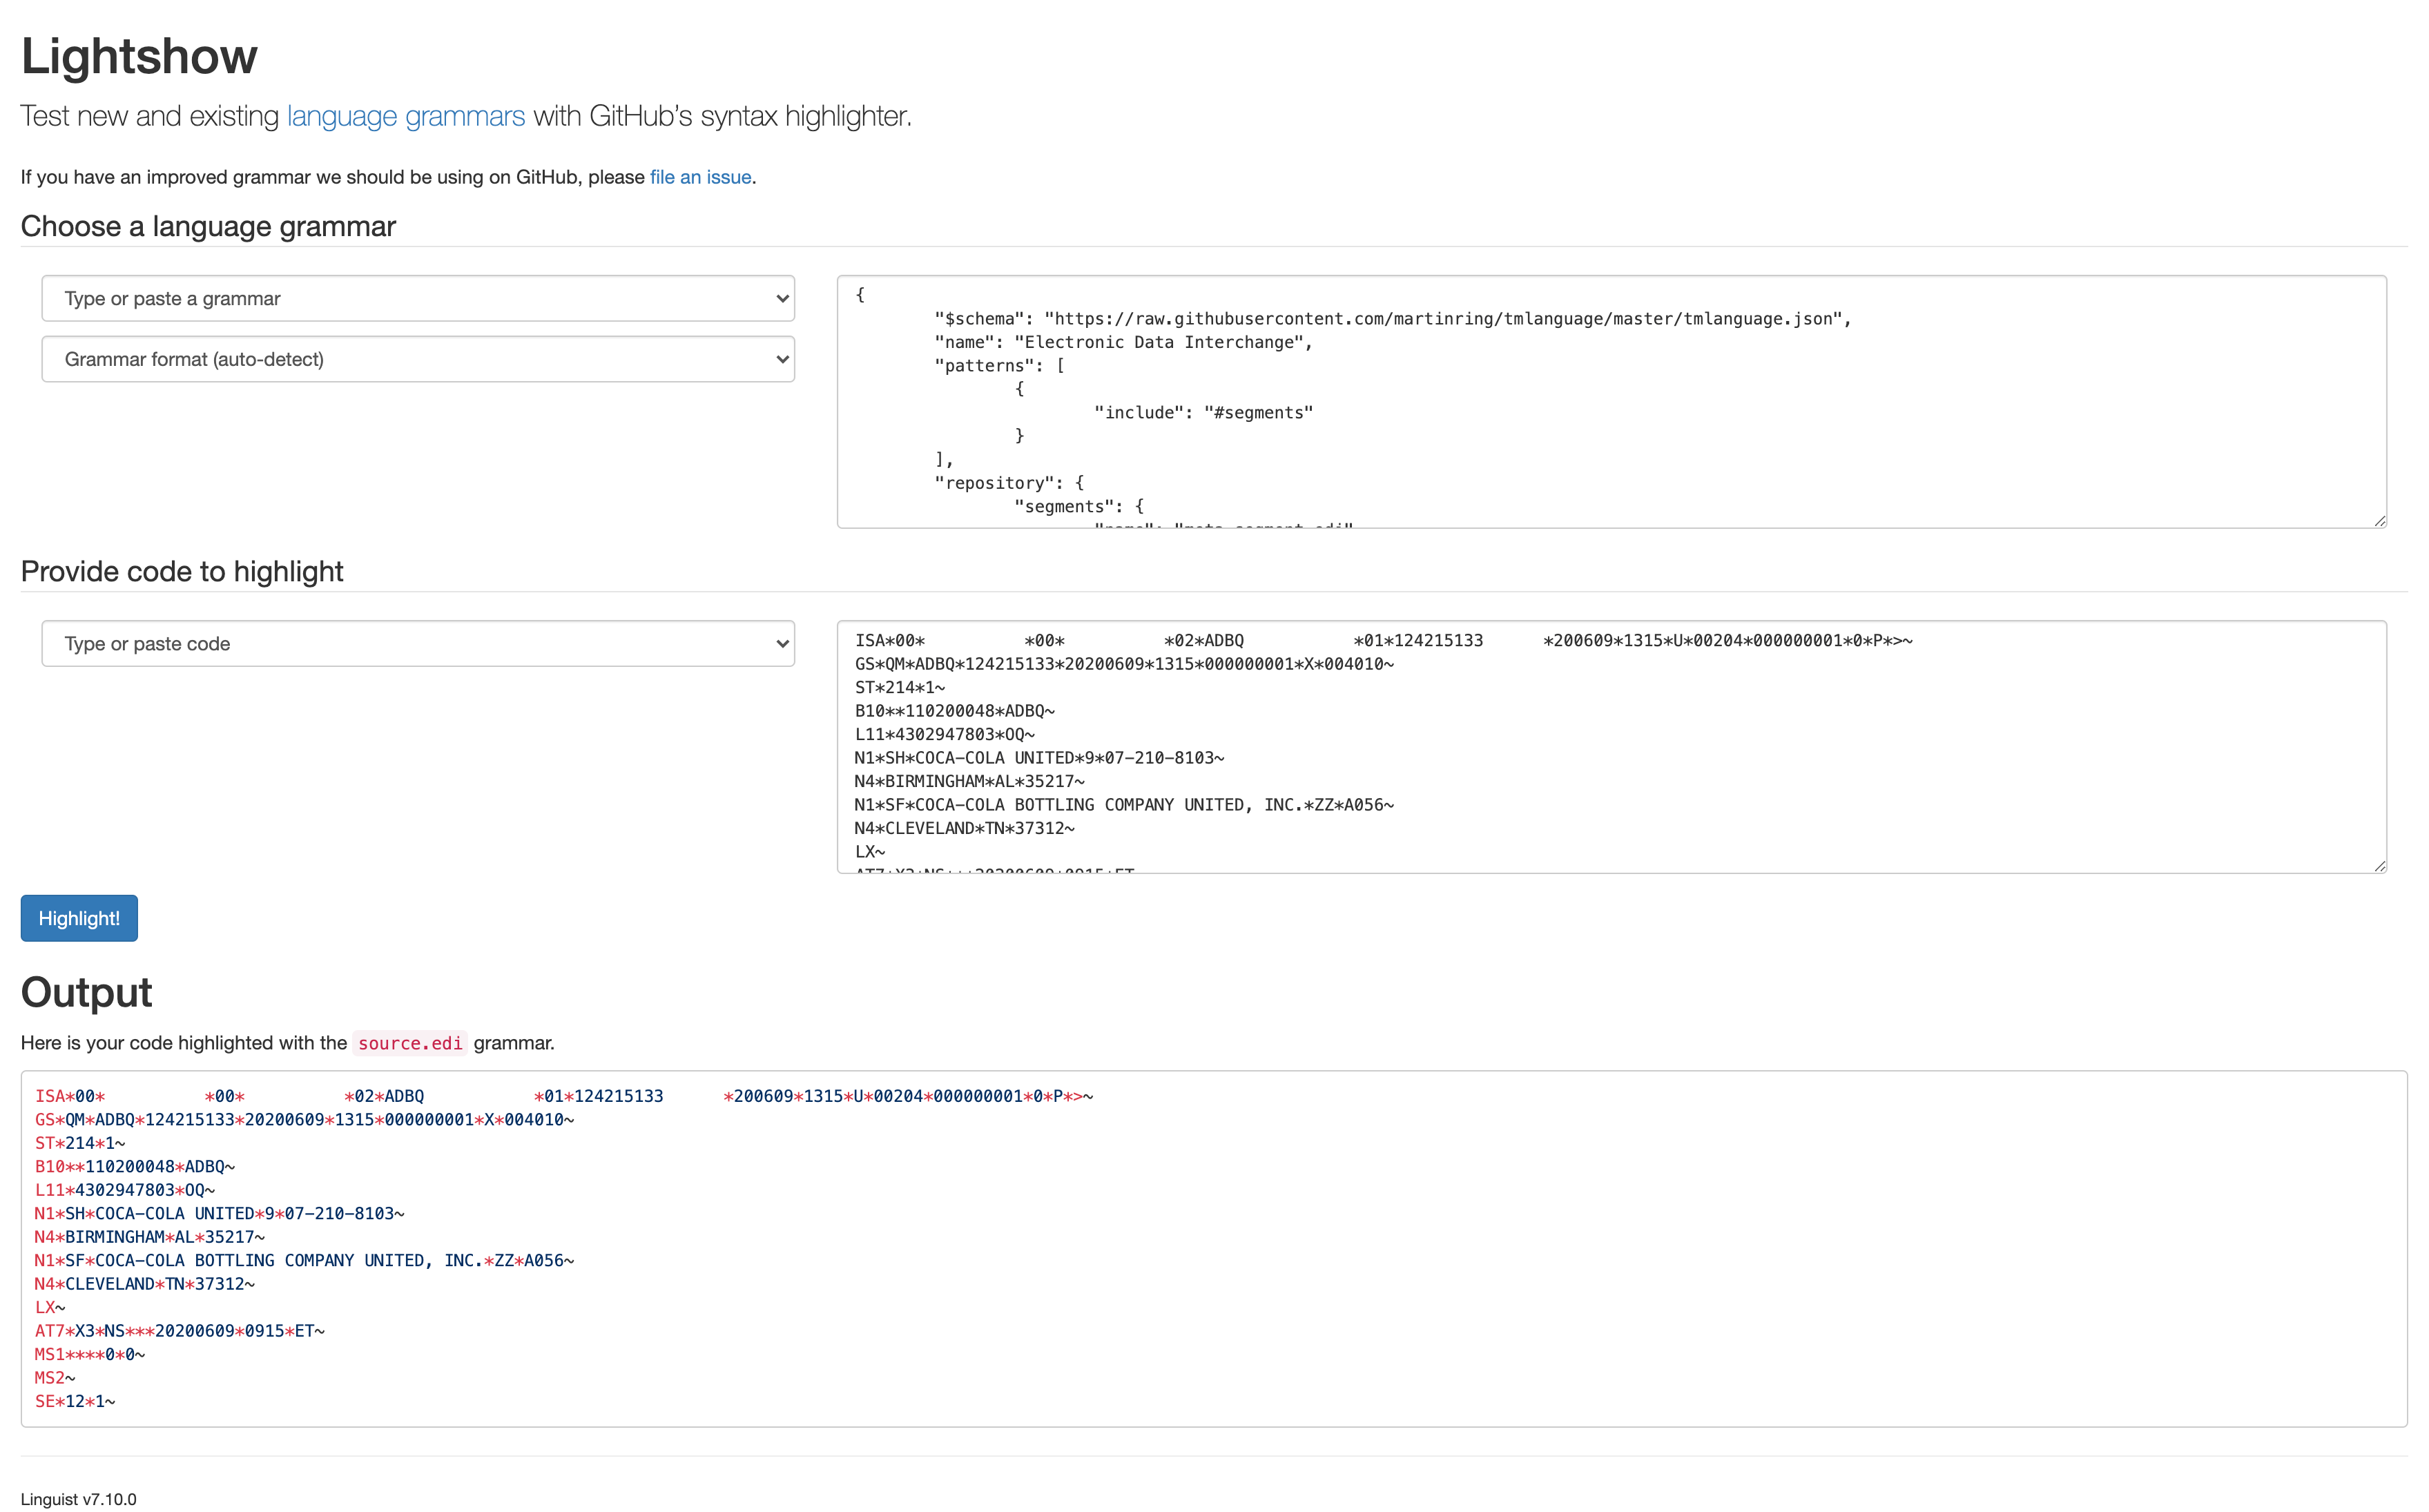 Lightshow
Test new and existing language grammars with GitHub's syntax highlighter.
If you have an improved grammar we should be using on GitHub, please file an issue.
Choose a language grammar
Type or paste a grammar
Grammar format (auto-detect)
{
        "$schema": "https://raw.githubusercontent.com/martinring/tmlanguage/master/tmlanguage.json",
        "name": "Electronic Data Interchange",
        "patterns": [
                {
                        "include": "#segments"
                }
        ],
        "repository": {
                "segments": {
                        "name": "meta.segment.edi"
Provide code to highlight
Type or paste code
ISA*00*          *00*          *02*ADBQ           *01*124215133      *200609*1315*U*00204*000000001*0*P*>~
GS*QM*ADBQ*124215133*20200609*1315*000000001*X*004010~
ST*214*1~
B10**110200048*ADBQ~
L11*4302947803*OQ~
N1*SH*COCA-COLA UNITED*9*07-210-8103~
N4*BIRMINGHAM*AL*35217~
N1*SF*COCA-COLA BOTTLING COMPANY UNITED, INC.*ZZ*A056~
N4*CLEVELAND*TN*37312~
LX~
AT7*X3*NS***20200609*0915*ET
Highlight!
Output
Here is your code highlighted with the source.edi grammar.
ISA*00*          *00*          *02*ADBQ           *01*124215133      *200609*1315*U*00204*000000001*0*P*>~
GS*QM*ADBQ*124215133*20200609*1315*000000001*X*004010~
ST*214*1~
B10**110200048*ADBQ~
L11*4302947803*OQ~
N1*SH*COCA-COLA UNITED*9*07-210-8103~
N4*BIRMINGHAM*AL*35217~
N1*SF*COCA-COLA BOTTLING COMPANY UNITED, INC.*ZZ*A056~
N4*CLEVELAND*TN*37312~
LX~
AT7*X3*NS***20200609*0915*ET~
MS1****0*0~
MS2~
SE*12*1~
Linguist v7.10.0